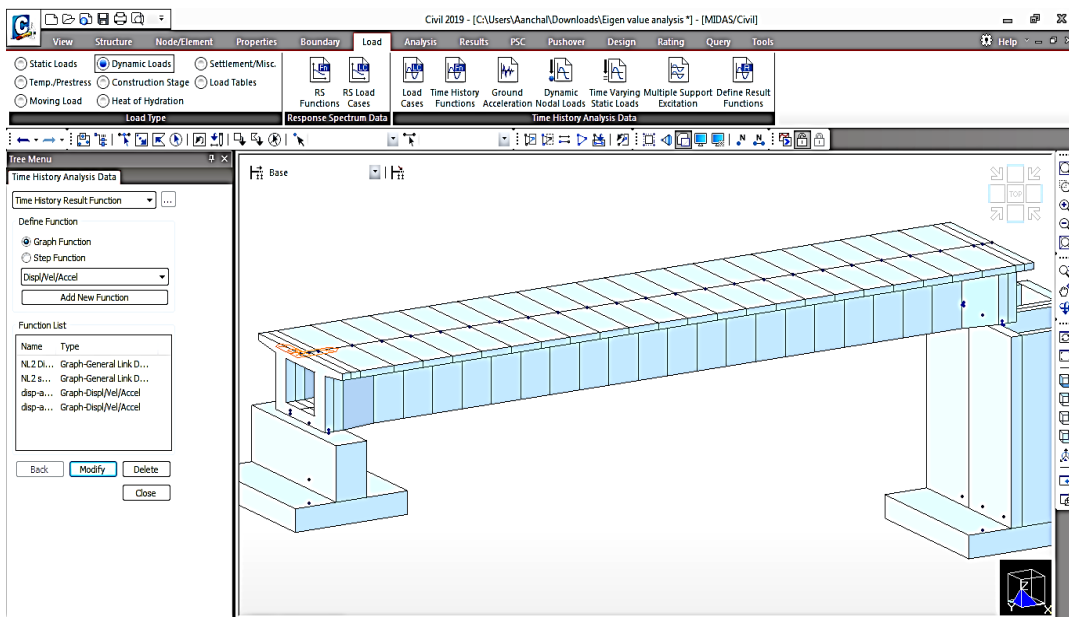 Civil 2019 - [C:\Users\Aanchal\Downloads\Eigen value analysis *] - [MIDAS/Civil]
View Structure Node/Element Properties Boundary Load Analysis Results PSC Pushover Design Rating Query Tools Help
Static Loads Dynamic Loads Settlement/Misc.
Temp./Prestress Construction Stage Load Tables
Moving Load Heat of Hydration
RS Functions
RS Load Cases
Load Cases
Time History Functions
Ground Acceleration
Dynamic Nodal Loads
Time Varying Static Loads
Multiple Support Excitation
Define Result Functions
Load Type Response Spectrum Data Time History Analysis Data
Tree Menu
Time History Analysis Data
Time History Result Function ...
Define Function
Graph Function
Step Function
Displ/Vel/Accel
Add New Function
Function List
Name Type
NL2 Di... Graph-General Link D...
NL2 s... Graph-General Link D...
disp-a... Graph-Displ/Vel/Accel
disp-a... Graph-Displ/Vel/Accel
Back Modify Delete
Close
Base
TOP
Z
Y X